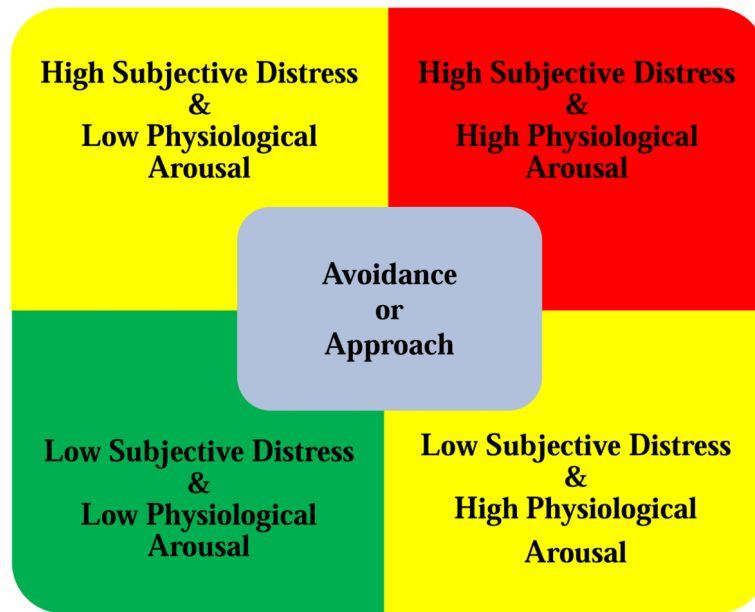 High Subjective Distress
&
Low Physiological
Arousal
High Subjective Distress
&
High Physiological
Arousal
Avoidance
or
Approach
Low Subjective Distress
&
Low Physiological
Arousal
Low Subjective Distress
&
High Physiological
Arousal